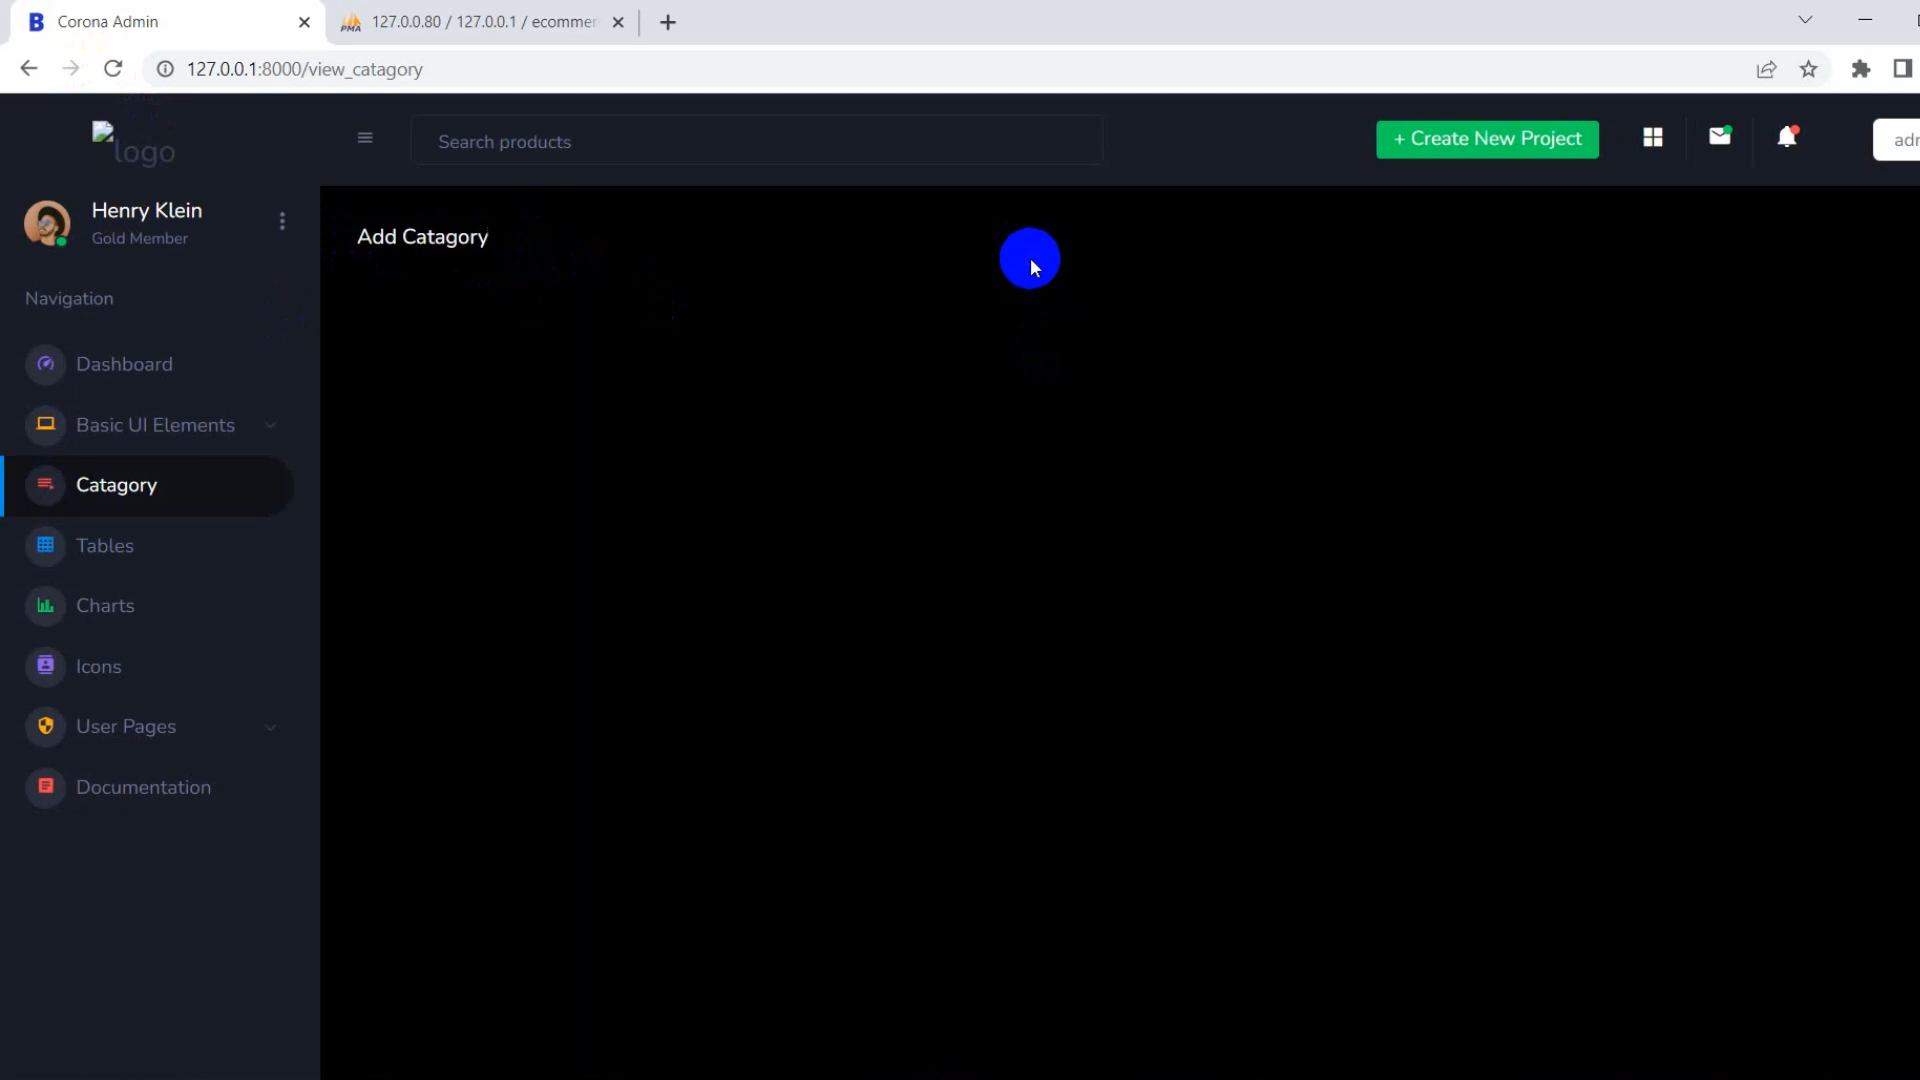 B Corona Admin
PMA 127.0.0.80 / 127.0.0.1 / ecommer
127.0.0.1:8000/view_catagory
logo
Search products
+ Create New Project
adr
Henry Klein
Gold Member
Add Catagory
Navigation
Dashboard
Basic UI Elements
Catagory
Tables
Charts
Icons
User Pages
Documentation